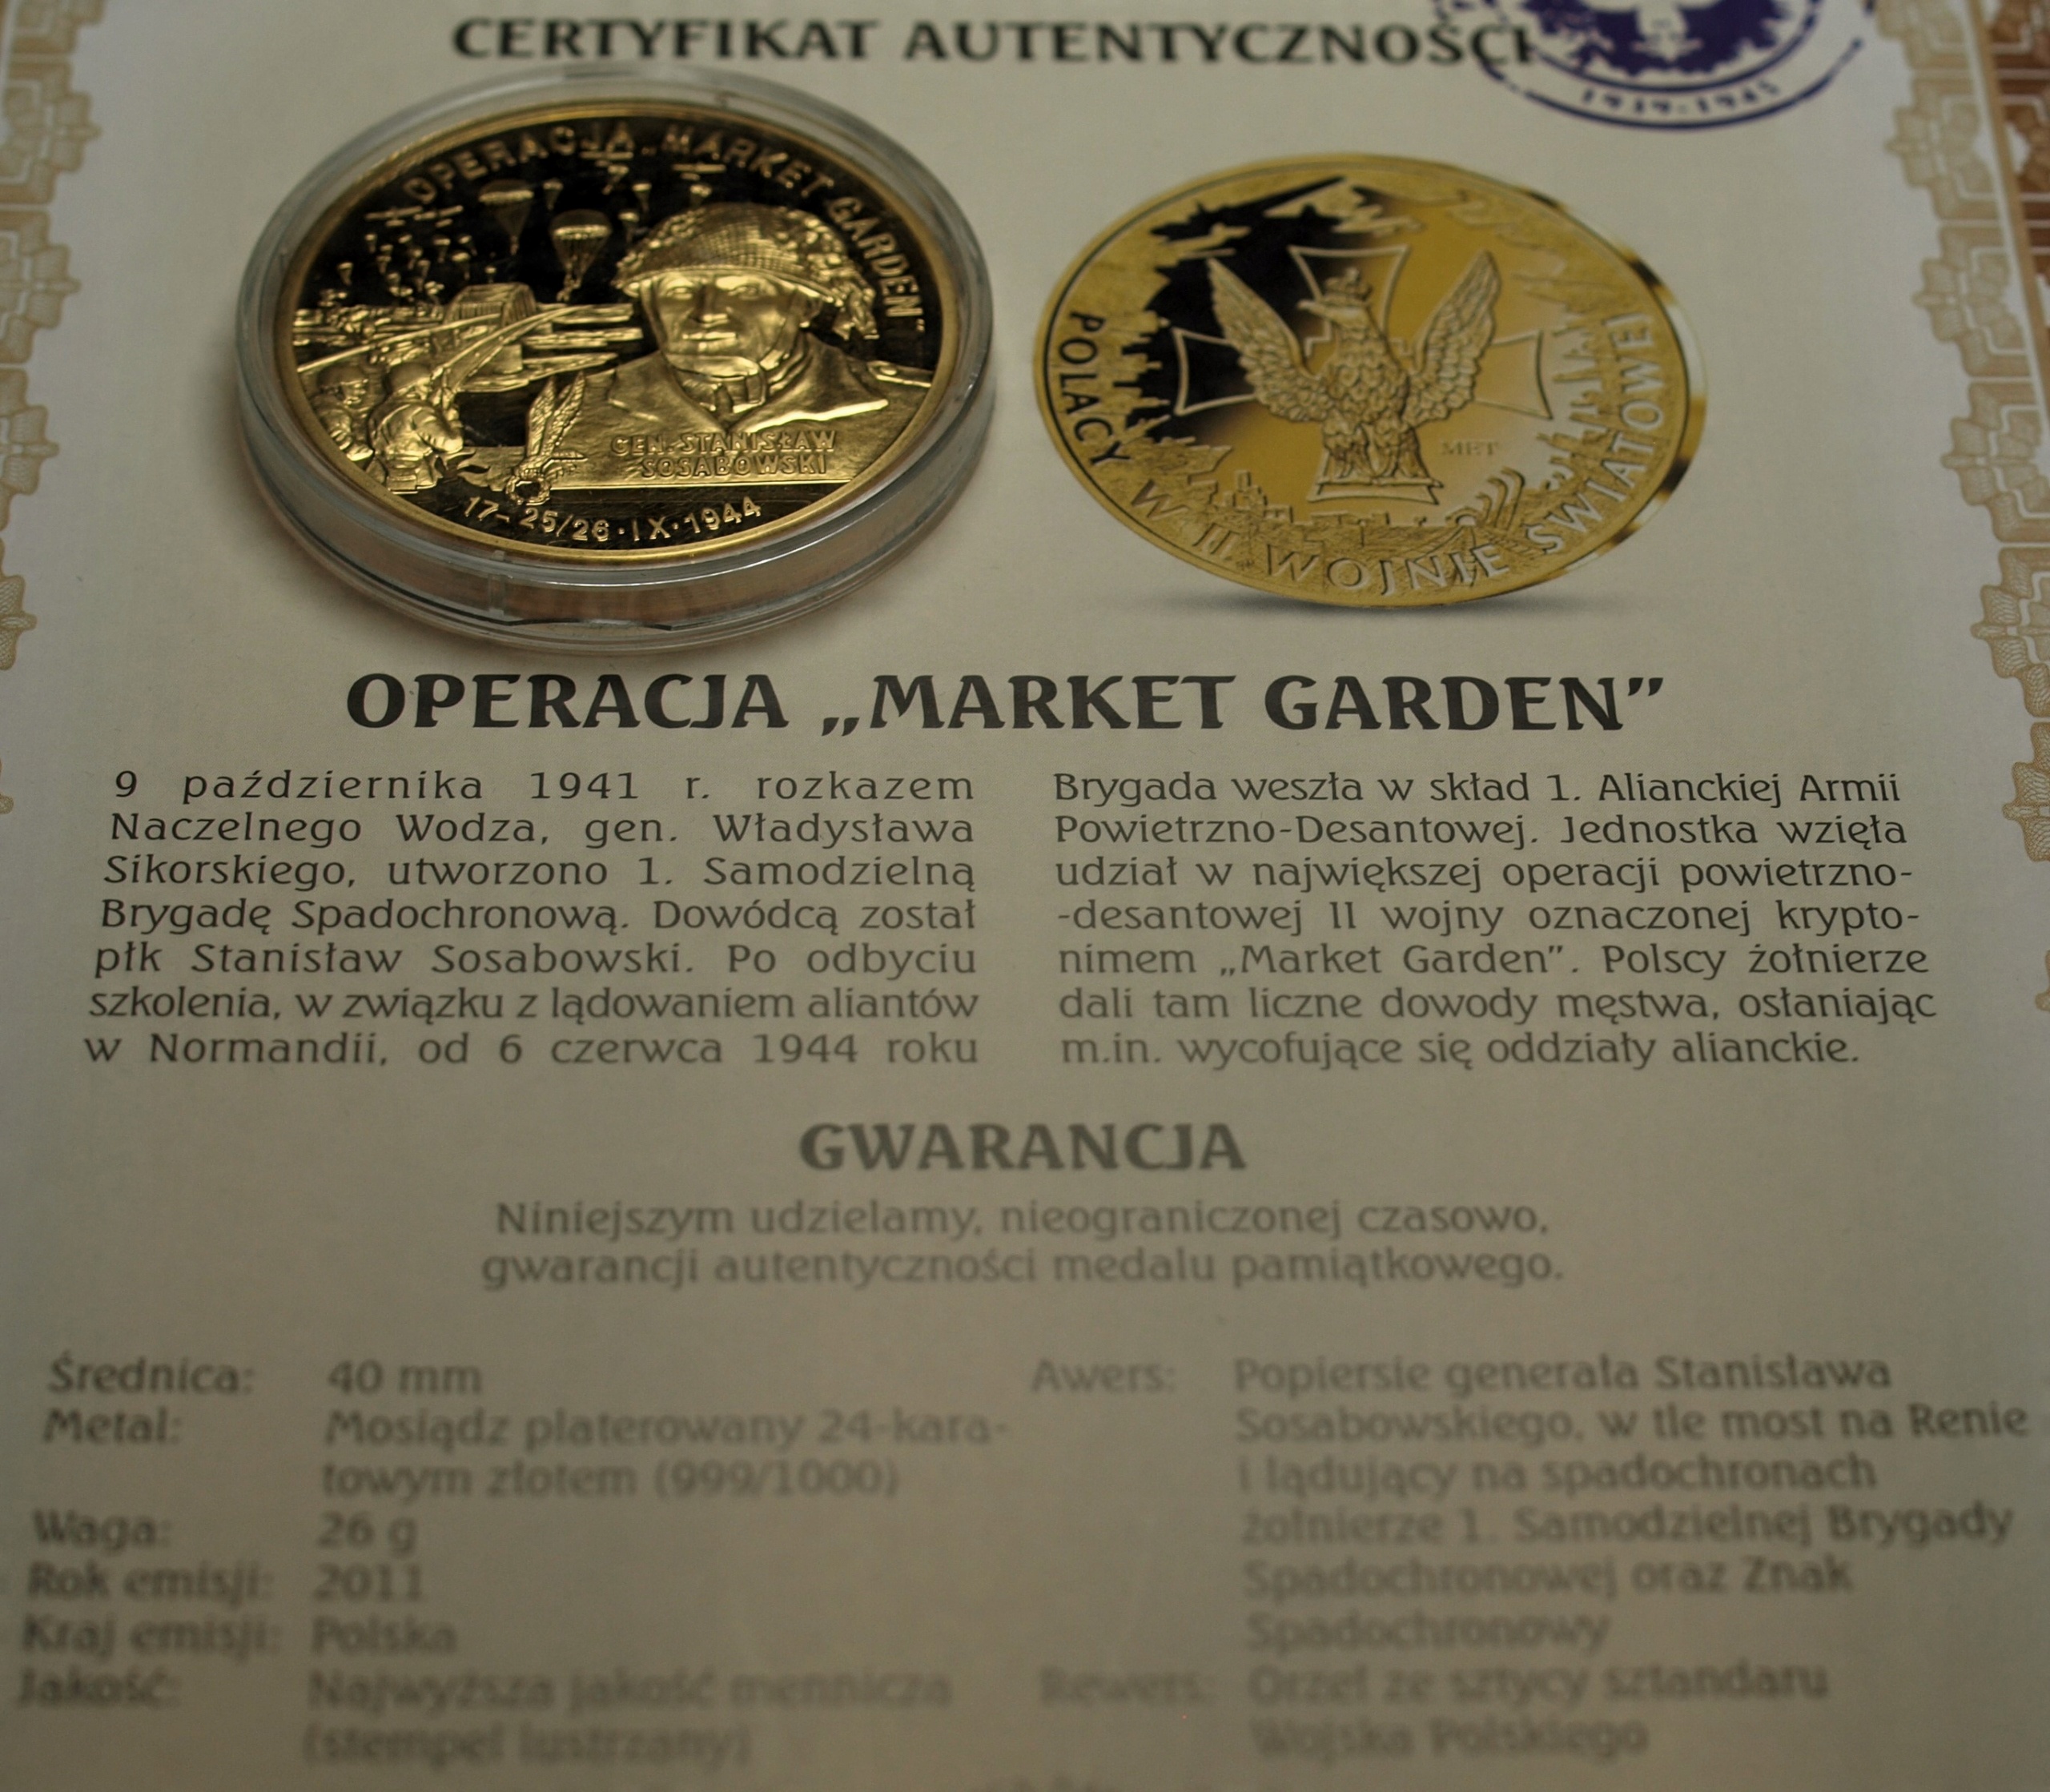 CERTYFIKAT AUTENTYCZNOŚCI
1939-1945
OPERACJA „MARKET GARDEN”
GEN. STANISŁAW
SOSABOWSKI
17-25/26·IX·1944
PW
MET
POLACY W II WOJNIE ŚWIATOWEJ
OPERACJA „MARKET GARDEN”
9 października 1941 r. rozkazem
Naczelnego Wodza, gen. Władysława
Sikorskiego, utworzono 1. Samodzielną
Brygadę Spadochronową. Dowódcą został
płk Stanisław Sosabowski. Po odbyciu
szkolenia, w związku z lądowaniem aliantów
w Normandii, od 6 czerwca 1944 roku
Brygada weszła w skład 1. Alianckiej Armii
Powietrzno-Desantowej. Jednostka wzięła
udział w największej operacji powietrzno-
-desantowej II wojny oznaczonej krypto-
nimem „Market Garden”. Polscy żołnierze
dali tam liczne dowody męstwa, osłaniając
m.in. wycofujące się oddziały alianckie.
GWARANCJA
Niniejszym udzielamy, nieograniczonej czasowo,
gwarancji autentyczności medalu pamiątkowego.
Średnica: 40 mm
Metal: Mosiądz platerowany 24-kara-
towym złotem (999/1000)
Waga: 26 g
Rok emisji: 2011
Kraj emisji: Polska
Jakość: Najwyższa jakość mennicza
(stempel lustrzany)
Awers: Popiersie generała Stanisława
Sosabowskiego, w tle most na Renie
i lądujący na spadochronach
żołnierze 1. Samodzielnej Brygady
Spadochronowej oraz Znak
Spadochronowy
Rewers: Orzeł ze sztycy sztandaru
Wojska Polskiego